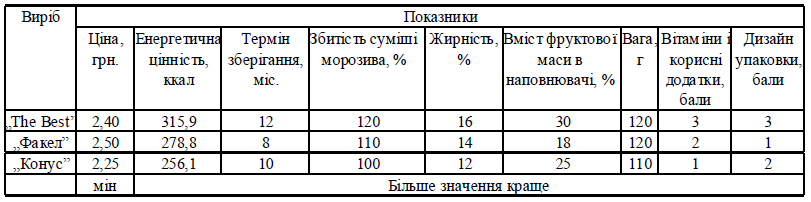 Виріб Показники
Ціна, грн. Енергетична цінність, ккал Термін зберігання, міс. Збитість суміші морозива, % Жирність, % Вміст фруктової маси в наповнювачі, % Вага, г Вітаміни і корисні додатки, бали Дизайн упаковки, бали
„The Best” 2,40 315,9 12 120 16 30 120 3 3
„Факел” 2,50 278,8 8 110 14 18 120 2 1
„Конус” 2,25 256,1 10 100 12 25 110 1 2
мін Більше значення краще